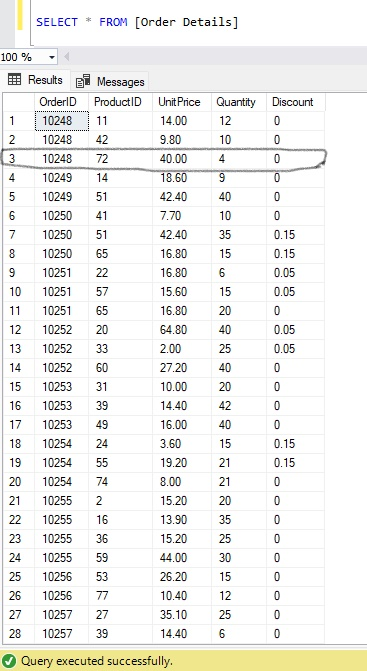 SELECT * FROM [Order Details]
100 %
Results Messages
OrderID ProductID UnitPrice Quantity Discount
1 10248 11 14.00 12 0
2 10248 42 9.80 10 0
3 10248 72 40.00 4 0
4 10249 14 18.60 9 0
5 10249 51 42.40 40 0
6 10250 41 7.70 10 0
7 10250 51 42.40 35 0.15
8 10250 65 16.80 15 0.15
9 10251 22 16.80 6 0.05
10 10251 57 15.60 15 0.05
11 10251 65 16.80 20 0
12 10252 20 64.80 40 0.05
13 10252 33 2.00 25 0.05
14 10252 60 27.20 40 0
15 10253 31 10.00 20 0
16 10253 39 14.40 42 0
17 10253 49 16.00 40 0
18 10254 24 3.60 15 0.15
19 10254 55 19.20 21 0.15
20 10254 74 8.00 21 0
21 10255 2 15.20 20 0
22 10255 16 13.90 35 0
23 10255 36 15.20 25 0
24 10255 59 44.00 30 0
25 10256 53 26.20 15 0
26 10256 77 10.40 12 0
27 10257 27 35.10 25 0
28 10257 39 14.40 6 0
Query executed successfully.